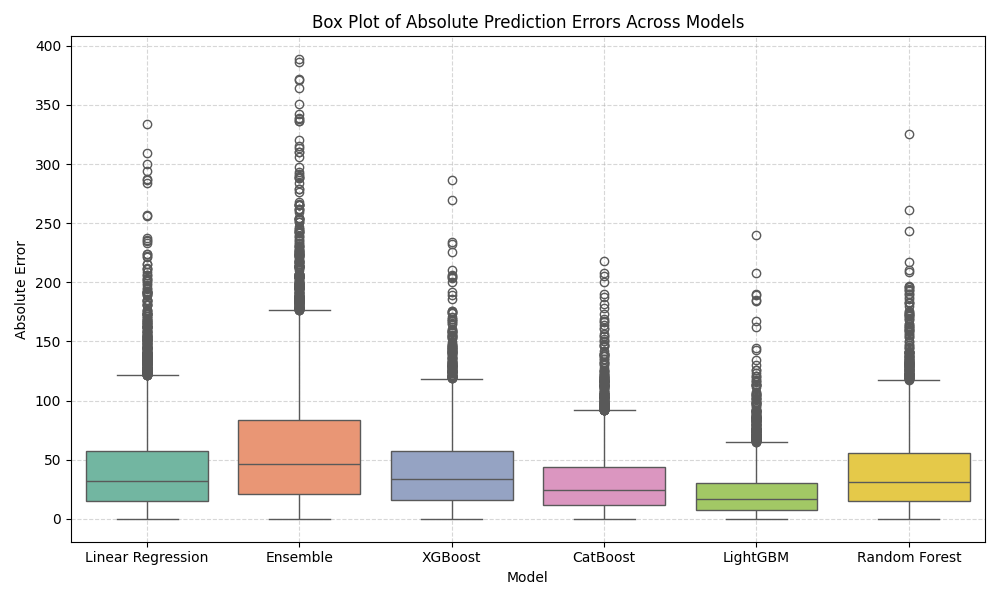 Box Plot of Absolute Prediction Errors Across Models
400
350
300
250
200
150
100
50
0
Absolute Error
Linear Regression Ensemble XGBoost CatBoost LightGBM Random Forest
Model